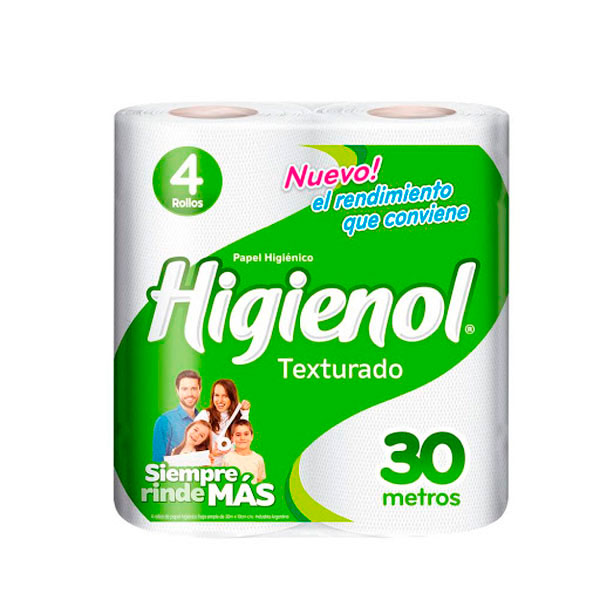 4
Rollos
Nuevo!
el rendimiento
que conviene
Papel Higiénico
Higienol®
Texturado
Siempre
rinde MÁS
30
metros